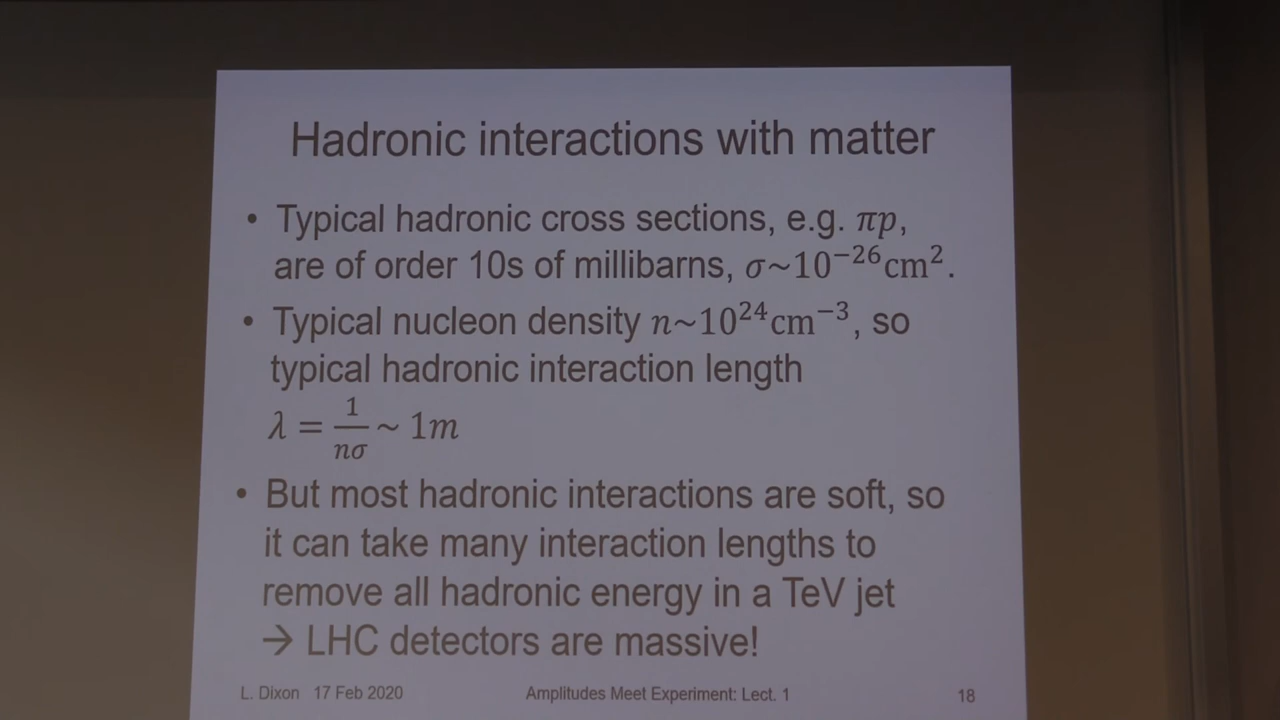 Hadronic interactions with matter
• Typical hadronic cross sections, e.g. πp,
are of order 10s of millibarns, σ~10⁻²⁶cm².
• Typical nucleon density n~10²⁴cm⁻³, so
typical hadronic interaction length
λ = 1/nσ ~ 1m
• But most hadronic interactions are soft, so
it can take many interaction lengths to
remove all hadronic energy in a TeV jet
→ LHC detectors are massive!
L. Dixon 17 Feb 2020 Amplitudes Meet Experiment: Lect. 1 18